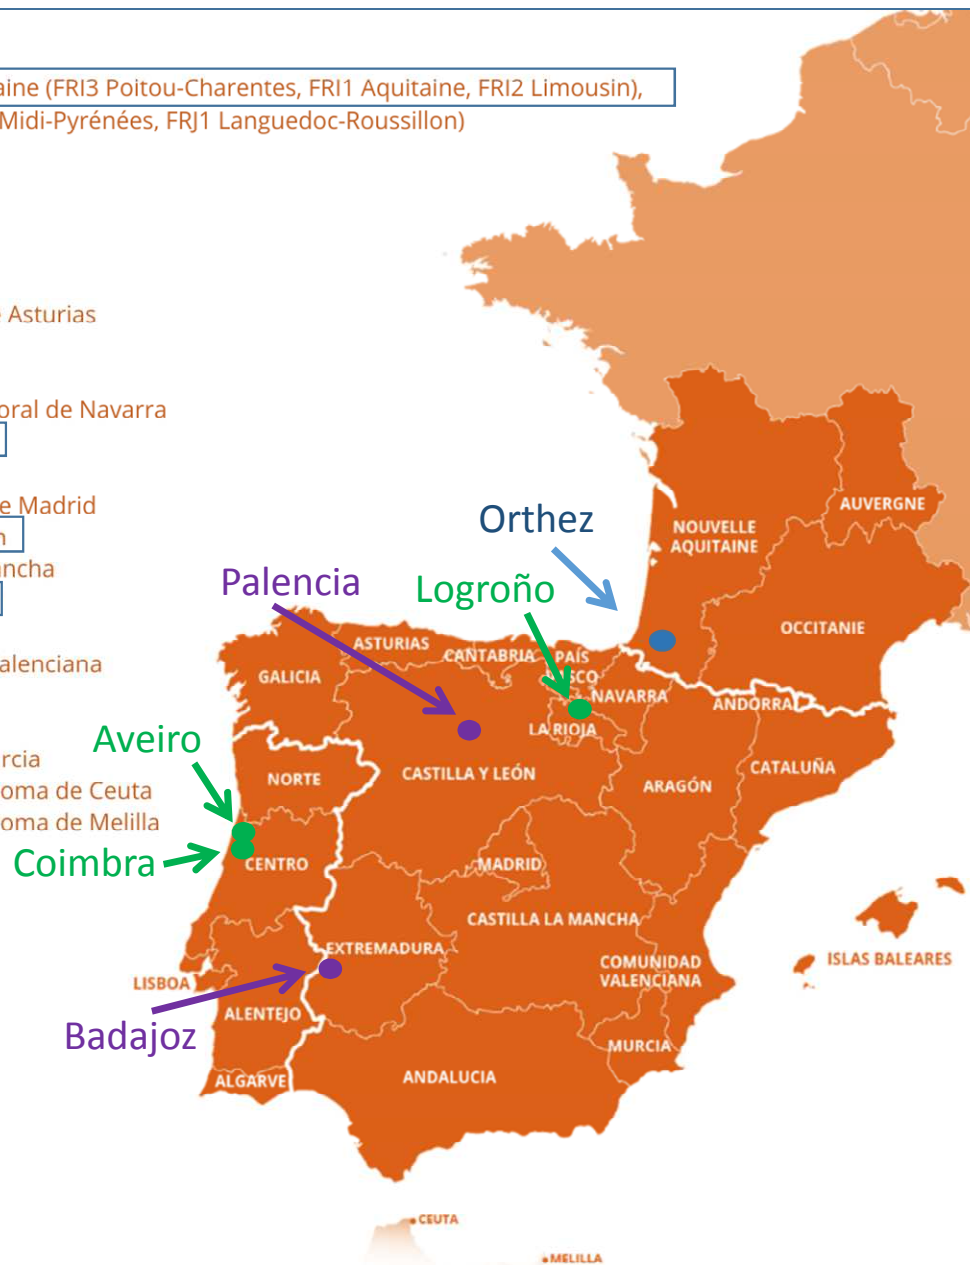 aine (FRI3 Poitou-Charentes, FRI1 Aquitaine, FRI2 Limousin),
Midi-Pyrénées, FRJ1 Languedoc-Roussillon)
Asturias
oral de Navarra
e Madrid
n
ancha
alenciana
rcia
oma de Ceuta
oma de Melilla
Orthez
Palencia
Logroño
Aveiro
Coimbra
Badajoz
AUVERGNE
NOUVELLE
AQUITAINE
OCCITANIE
ASTURIAS
CANTABRIA
PAÍS
SCO
GALICIA
NAVARRA
ANDORRA
LA RIOJA
NORTE
CASTILLA Y LEÓN
ARAGÓN
CATALUÑA
CENTRO
MADRID
CASTILLA LA MANCHA
EXTREMADURA
COMUNIDAD
VALENCIANA
ISLAS BALEARES
LISBOA
ALENTEJO
MURCIA
ALGARVE
ANDALUCIA
CEUTA
MELILLA